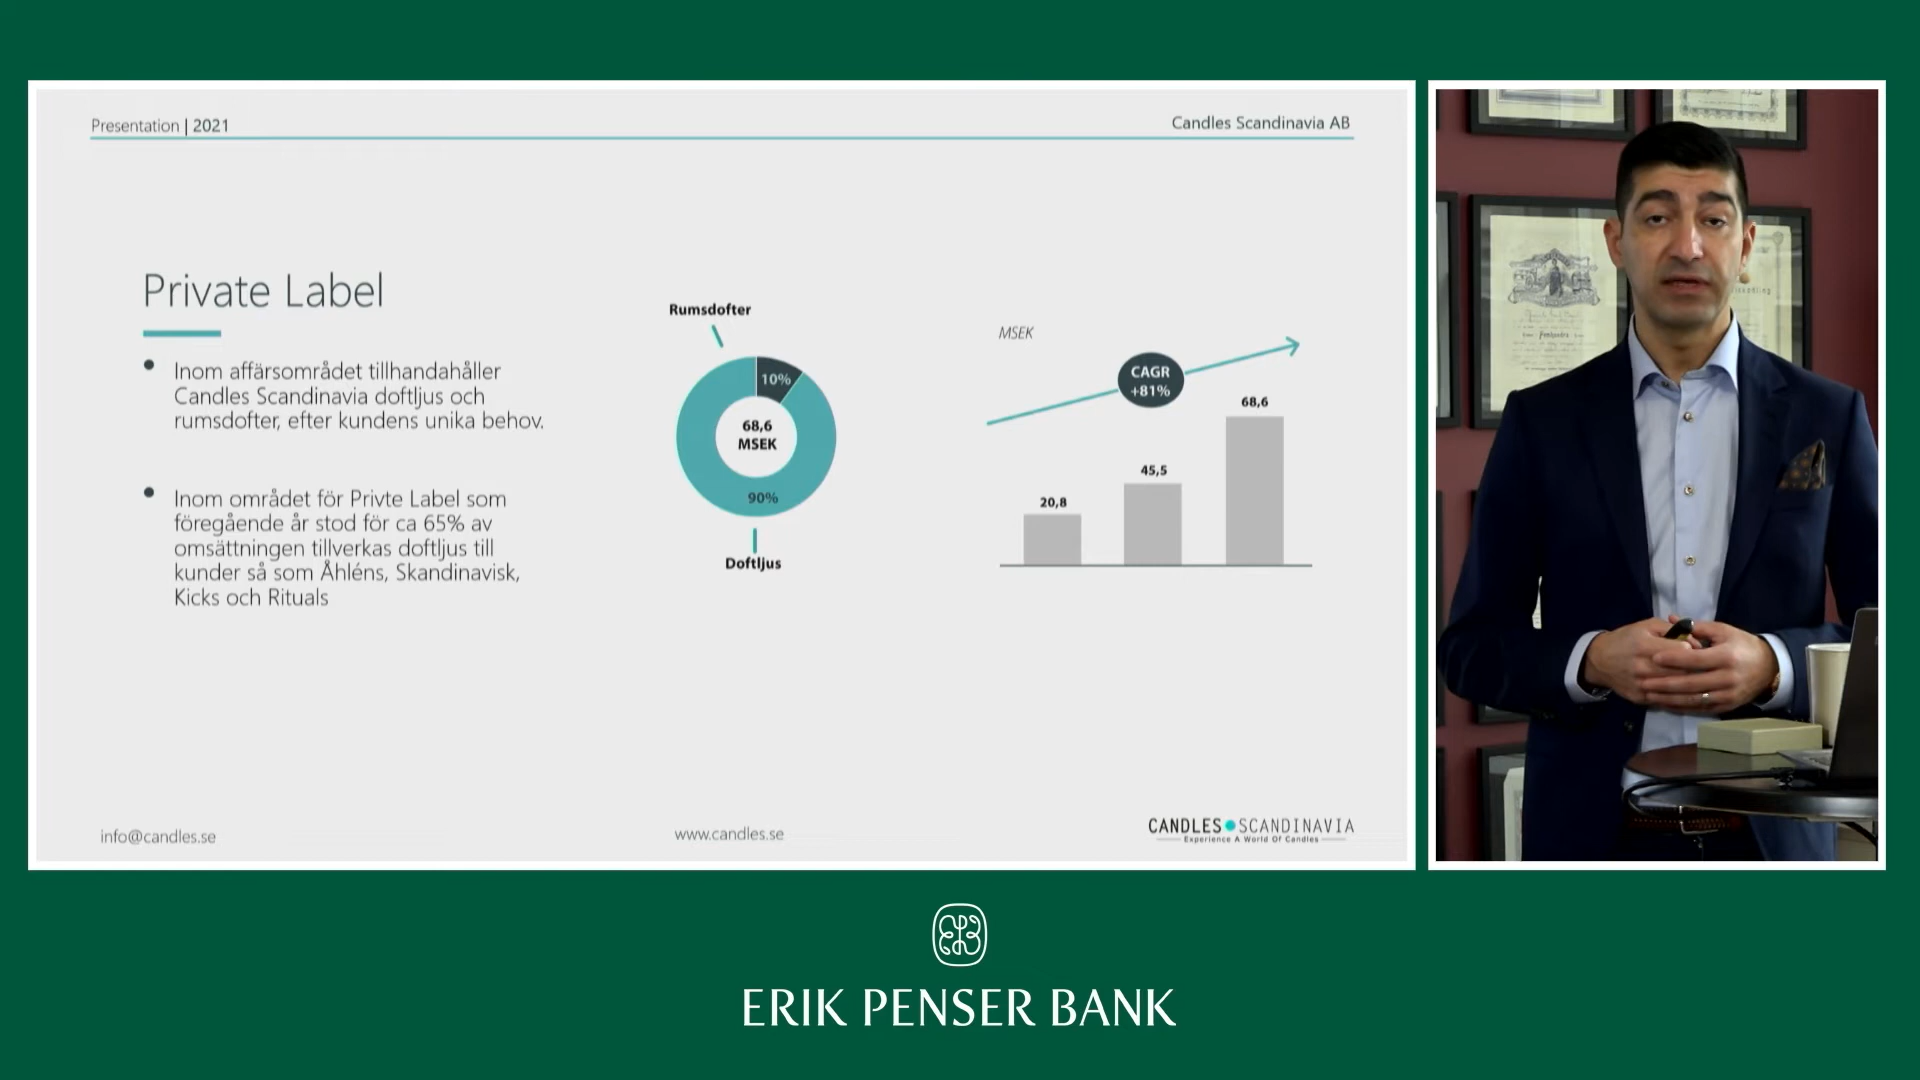 Presentation | 2021
Candles Scandinavia AB
Private Label
• Inom affärsområdet tillhandahåller
Candles Scandinavia doftljus och
rumsdofter, efter kundens unika behov.
• Inom området för Privte Label som
föregående år stod för ca 65% av
omsättningen tillverkas doftljus till
kunder så som Åhléns, Skandinavisk,
Kicks och Rituals
Rumsdofter
10%
68,6
MSEK
90%
Doftljus
MSEK
CAGR
+81%
20,8
45,5
68,6
info@candles.se
www.candles.se
CANDLES SCANDINAVIA
Experience A World Of Candles
ERIK PENSER BANK